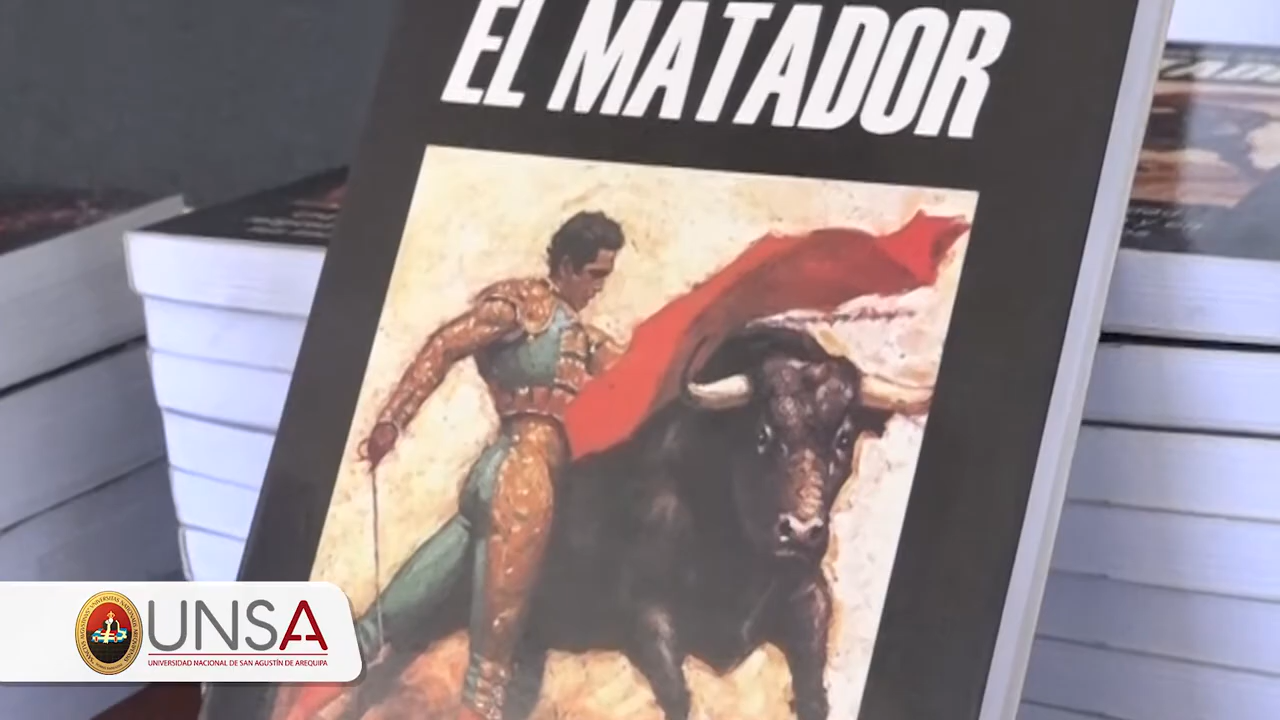 EL MATADOR
UNSA
UNIVERSIDAD NACIONAL DE SAN AGUSTÍN DE AREQUIPA